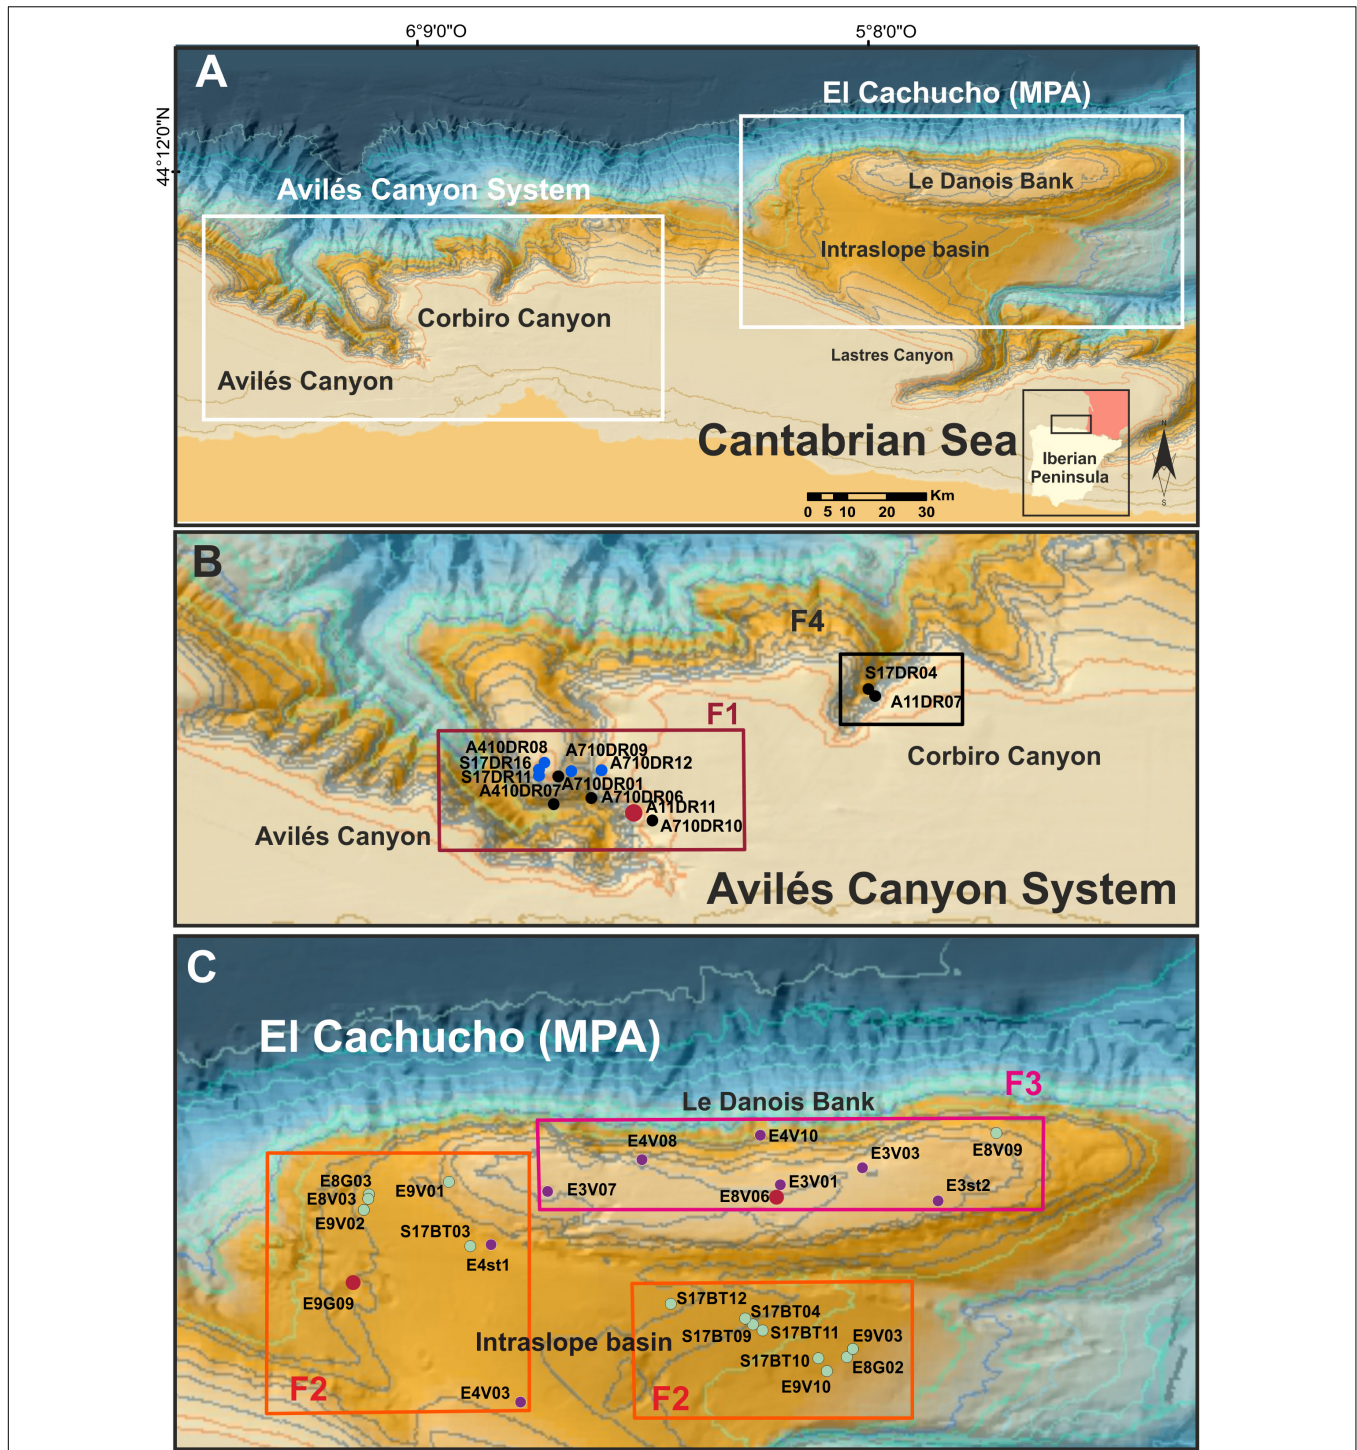 6°9'0"O
5°8'0"O
44°12'0"N
A
El Cachucho (MPA)
Le Danois Bank
Avilés Canyon System
Intraslope basin
Corbiro Canyon
Lastres Canyon
Avilés Canyon
Cantabrian Sea
Iberian
Peninsula
N
S
Km
0 5 10 20 30
B
F4
S17DR04
A11DR07
F1
Corbiro Canyon
A410DR08
A710DR09
S17DR16
A710DR12
S17DR11
A710DR01
A410DR07
A710DR06
A11DR11
A710DR10
Avilés Canyon
Avilés Canyon System
C
El Cachucho (MPA)
F3
Le Danois Bank
E4V08
E4V10
E8V09
E3V03
E3V07
E3V01
E8V06
E3st2
E8G03
E8V03
E9V01
E9V02
S17BT03
E4st1
E9G09
S17BT12
S17BT04
S17BT09
S17BT11
E9V03
S17BT10
E8G02
E9V10
Intraslope basin
F2
E4V03
F2